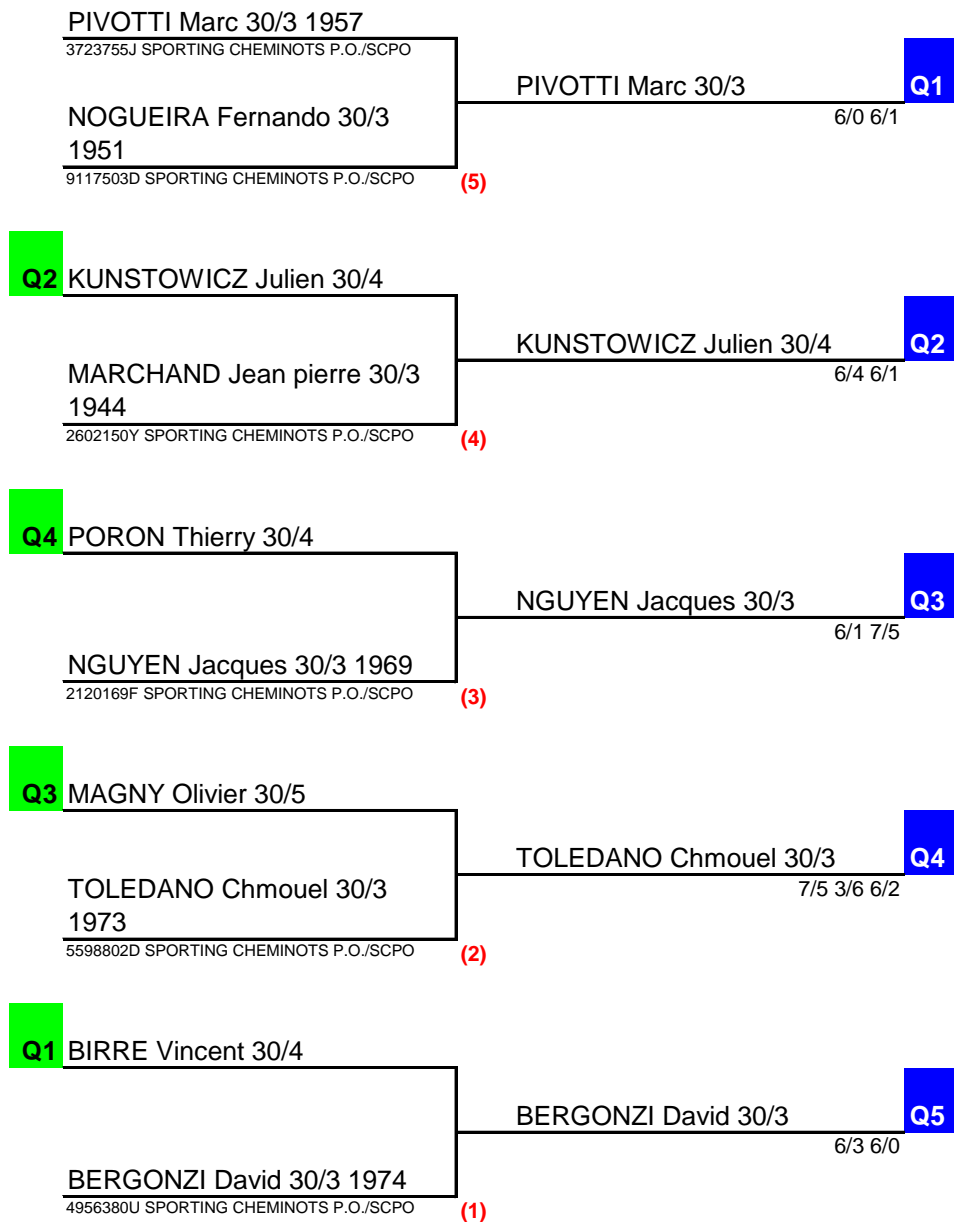 PIVOTTI Marc 30/3 1957
3723755J SPORTING CHEMINOTS P.O./SCPO
PIVOTTI Marc 30/3
Q1
6/0 6/1
NOGUEIRA Fernando 30/3
1951
9117503D SPORTING CHEMINOTS P.O./SCPO
(5)
Q2 KUNSTOWICZ Julien 30/4
KUNSTOWICZ Julien 30/4
Q2
6/4 6/1
MARCHAND Jean pierre 30/3
1944
2602150Y SPORTING CHEMINOTS P.O./SCPO
(4)
Q4 PORON Thierry 30/4
NGUYEN Jacques 30/3
Q3
6/1 7/5
NGUYEN Jacques 30/3 1969
2120169F SPORTING CHEMINOTS P.O./SCPO
(3)
Q3 MAGNY Olivier 30/5
TOLEDANO Chmouel 30/3
Q4
7/5 3/6 6/2
TOLEDANO Chmouel 30/3
1973
5598802D SPORTING CHEMINOTS P.O./SCPO
(2)
Q1 BIRRE Vincent 30/4
BERGONZI David 30/3
Q5
6/3 6/0
BERGONZI David 30/3 1974
4956380U SPORTING CHEMINOTS P.O./SCPO
(1)